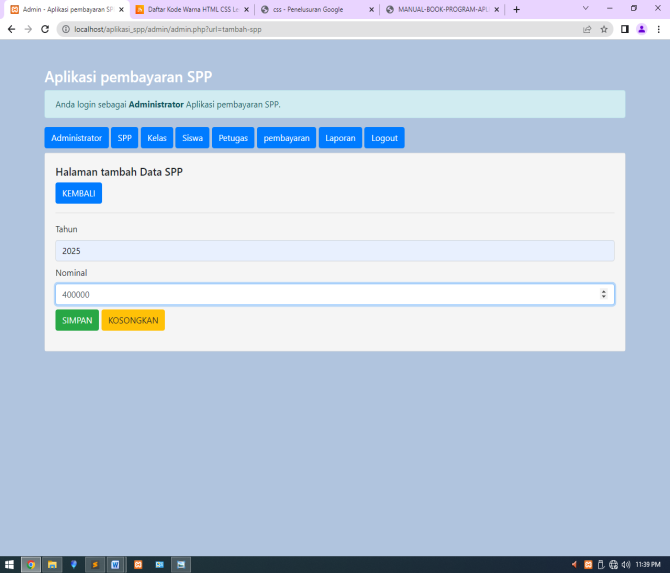 Admin - Aplikasi pembayaran SP
Daftar Kode Warna HTML CSS Le
css - Penelusuran Google
MANUAL-BOOK-PROGRAM-API
localhost/aplikasi_spp/admin/admin.php?url=tambah-spp
Aplikasi pembayaran SPP
Anda login sebagai Administrator Aplikasi pembayaran SPP.
Administrator SPP Kelas Siswa Petugas pembayaran Laporan Logout
Halaman tambah Data SPP
KEMBALI
Tahun
2025
Nominal
400000
SIMPAN KOSONGKAN
11:39 PM